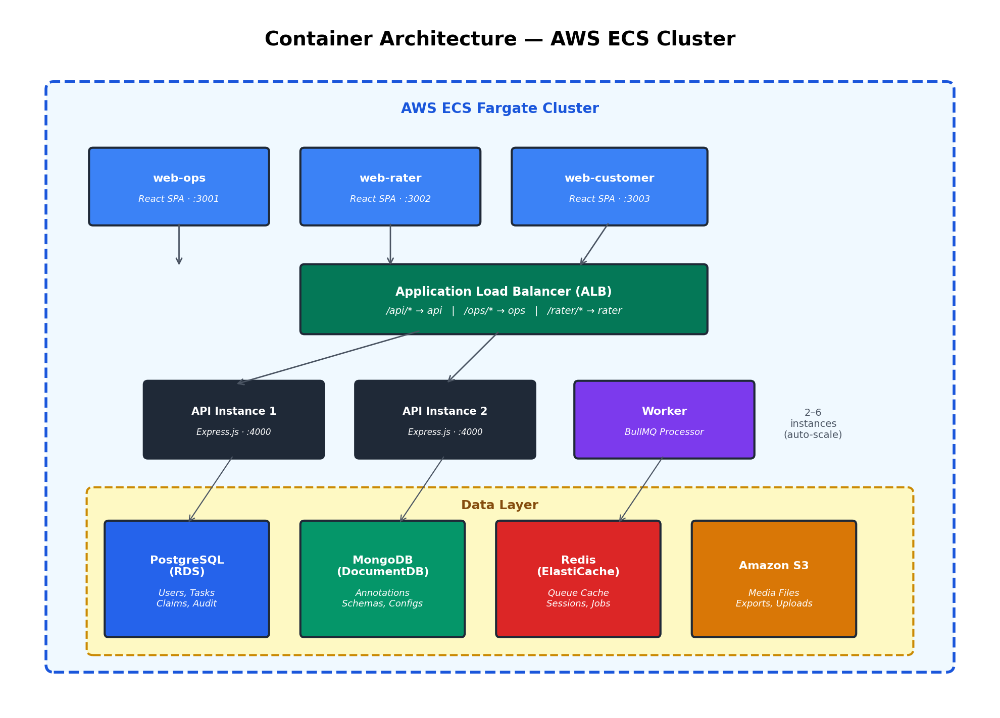 Container Architecture — AWS ECS Cluster
AWS ECS Fargate Cluster
web-ops
React SPA · :3001
web-rater
React SPA · :3002
web-customer
React SPA · :3003
Application Load Balancer (ALB)
/api/* → api | /ops/* → ops | /rater/* → rater
API Instance 1
Express.js · :4000
API Instance 2
Express.js · :4000
Worker
BullMQ Processor
2–6
instances
(auto-scale)
Data Layer
PostgreSQL
(RDS)
Users, Tasks
Claims, Audit
MongoDB
(DocumentDB)
Annotations
Schemas, Configs
Redis
(ElastiCache)
Queue Cache
Sessions, Jobs
Amazon S3
Media Files
Exports, Uploads